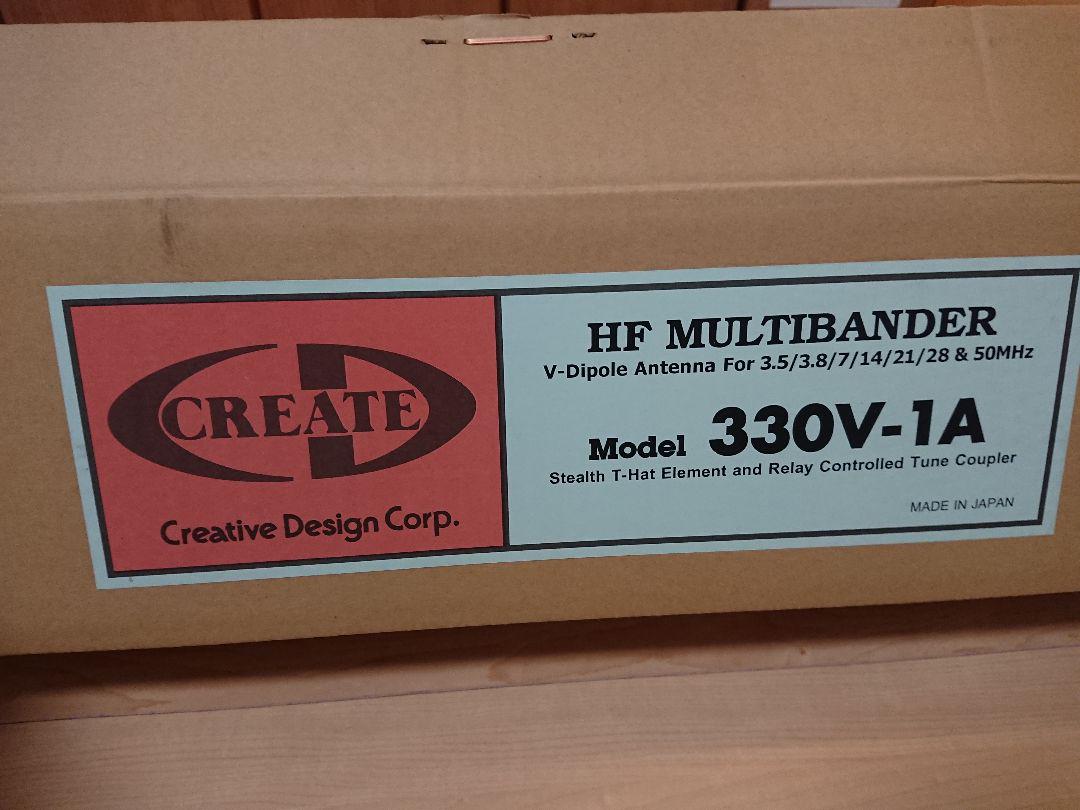 CREATE
Creative Design Corp.
HF MULTIBANDER
V-Dipole Antenna For 3.5/3.8/7/14/21/28 & 50MHz
Model 330V-1A
Stealth T-Hat Element and Relay Controlled Tune Coupler
MADE IN JAPAN